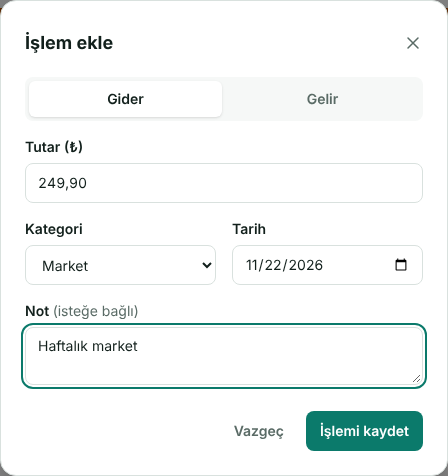 İşlem ekle
Gider
Gelir
Tutar (₺)
249,90
Kategori
Tarih
Market
11/22/2026
Not (isteğe bağlı)
Haftalık market
Vazgeç
İşlemi kaydet